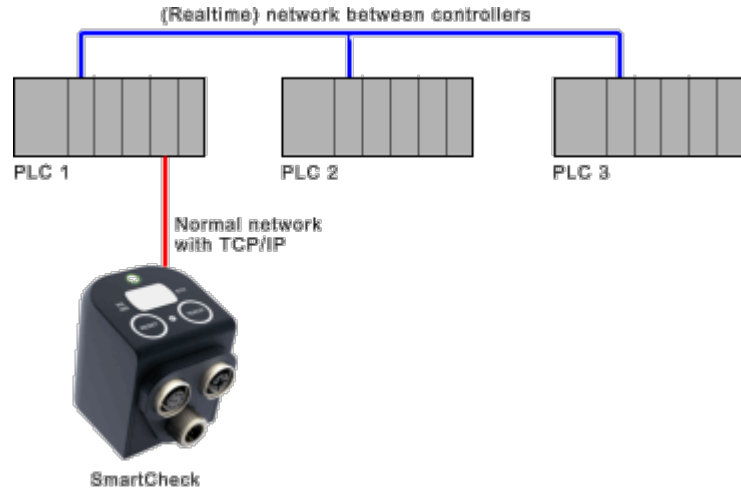 (Realtime) network between controllers
PLC 1
PLC 2
PLC 3
Normal network
with TCP/IP
SmartCheck